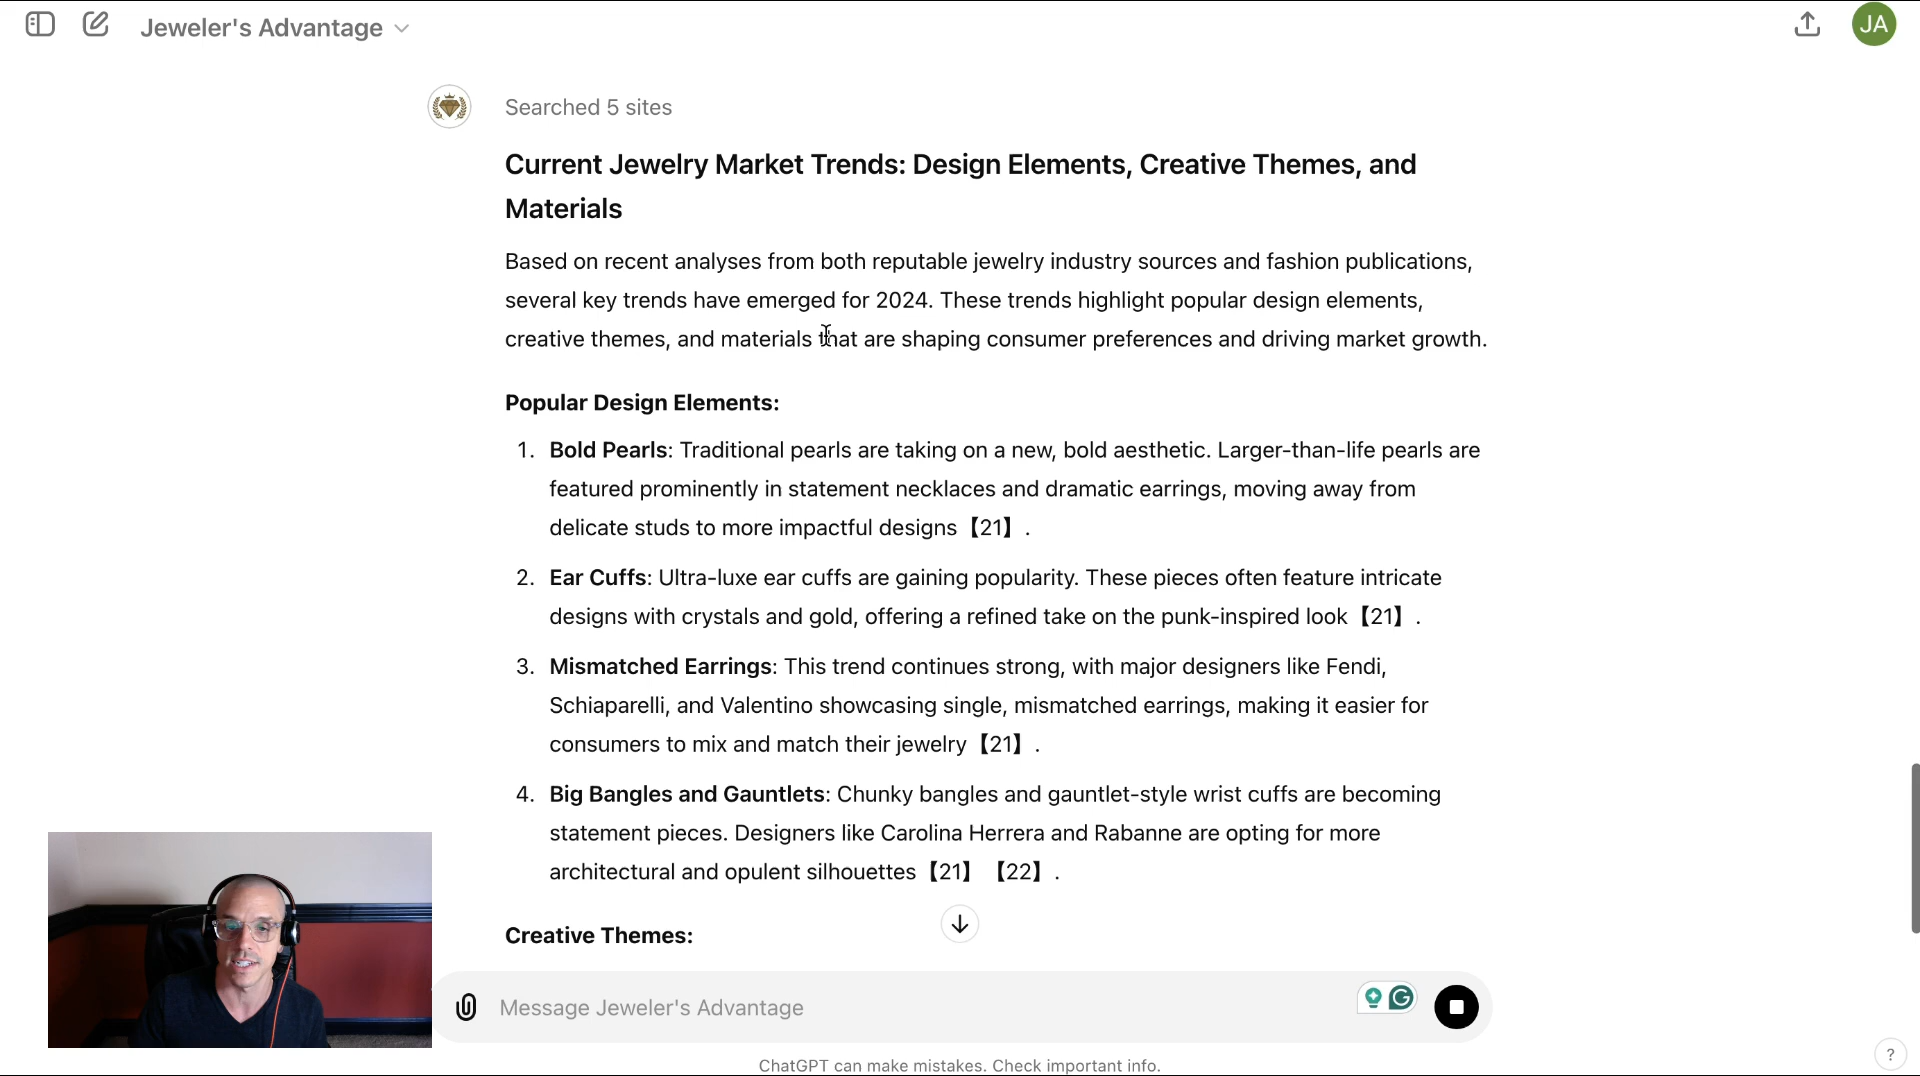 Jeweler's Advantage
JA
Searched 5 sites
Current Jewelry Market Trends: Design Elements, Creative Themes, and
Materials
Based on recent analyses from both reputable jewelry industry sources and fashion publications,
several key trends have emerged for 2024. These trends highlight popular design elements,
creative themes, and materials that are shaping consumer preferences and driving market growth.
Popular Design Elements:
1. Bold Pearls: Traditional pearls are taking on a new, bold aesthetic. Larger-than-life pearls are
featured prominently in statement necklaces and dramatic earrings, moving away from
delicate studs to more impactful designs【21】.
2. Ear Cuffs: Ultra-luxe ear cuffs are gaining popularity. These pieces often feature intricate
designs with crystals and gold, offering a refined take on the punk-inspired look【21】.
3. Mismatched Earrings: This trend continues strong, with major designers like Fendi,
Schiaparelli, and Valentino showcasing single, mismatched earrings, making it easier for
consumers to mix and match their jewelry【21】.
4. Big Bangles and Gauntlets: Chunky bangles and gauntlet-style wrist cuffs are becoming
statement pieces. Designers like Carolina Herrera and Rabanne are opting for more
architectural and opulent silhouettes【21】【22】.
Creative Themes:
Message Jeweler's Advantage
ChatGPT can make mistakes. Check important info.
?